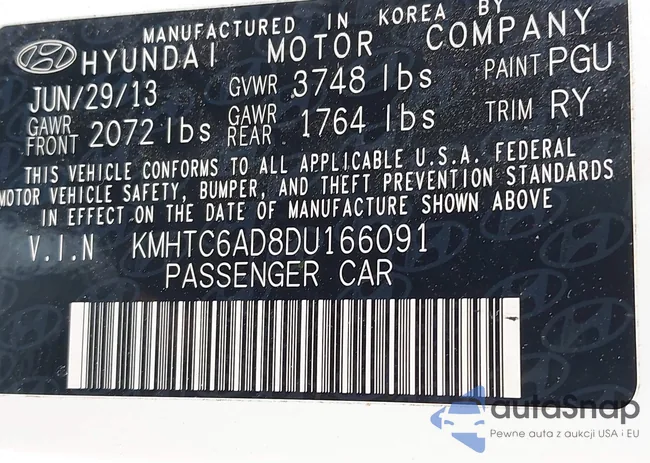 MANUFACTURED IN KOREA BY
HYUNDAI MOTOR COMPANY
JUN/29/13 GVWR 3748 lbs PAINT PGU
GAWR FRONT 2072 lbs GAWR REAR 1764 lbs TRIM RY
THIS VEHICLE CONFORMS TO ALL APPLICABLE U.S.A. FEDERAL
MOTOR VEHICLE SAFETY, BUMPER, AND THEFT PREVENTION STANDARDS
IN EFFECT ON THE DATE OF MANUFACTURE SHOWN ABOVE
V.I.N KMHTC6AD8DU166091
PASSENGER CAR
autoSnap
Pewne auta z aukcji USA i EU